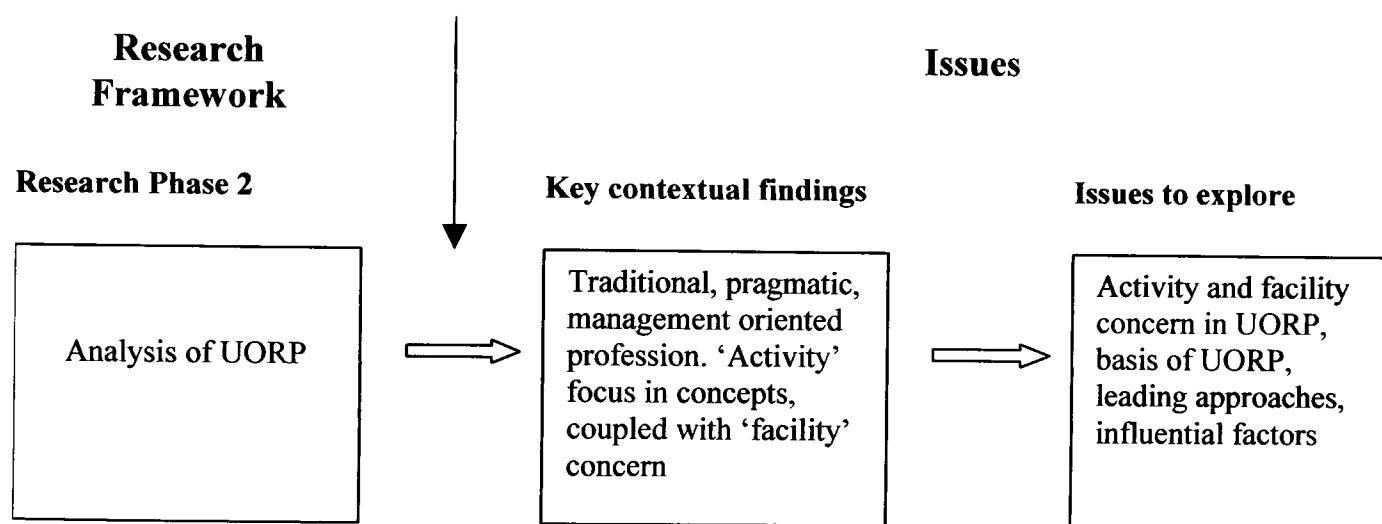 Research
Framework
Issues
Research Phase 2
Key contextual findings
Issues to explore
Analysis of UORP
Traditional, pragmatic,
management oriented
profession. ‘Activity’
focus in concepts,
coupled with ‘facility’
concern
Activity and facility
concern in UORP,
basis of UORP,
leading approaches,
influential factors